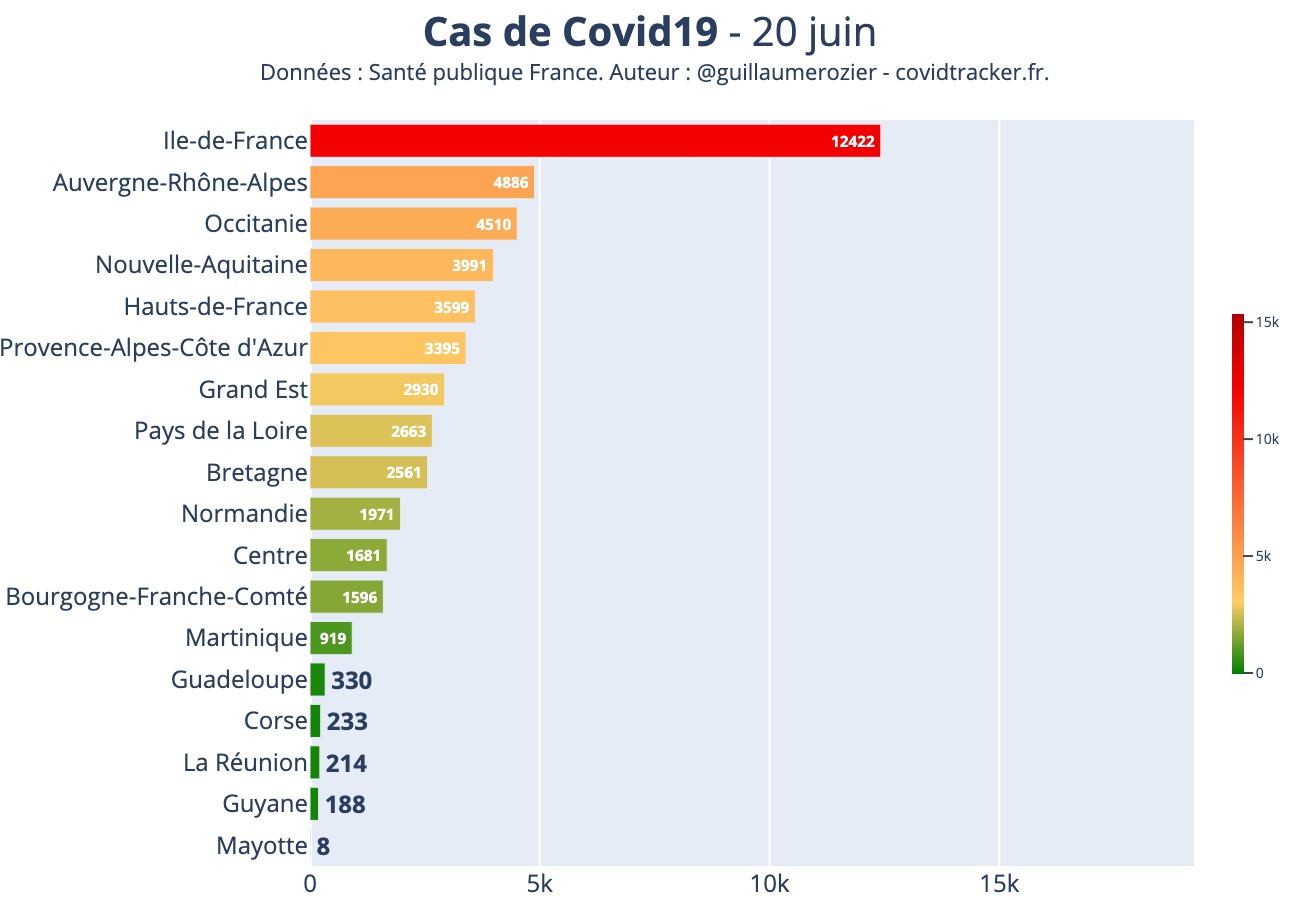 Cas de Covid19 - 20 juin
Données : Santé publique France. Auteur : @guillaumerozier - covidtracker.fr.
Ile-de-France 12422
Auvergne-Rhône-Alpes 4886
Occitanie 4510
Nouvelle-Aquitaine 3991
Hauts-de-France 3599
Provence-Alpes-Côte d'Azur 3395
Grand Est 2930
Pays de la Loire 2663
Bretagne 2561
Normandie 1971
Centre 1681
Bourgogne-Franche-Comté 1596
Martinique 919
Guadeloupe 330
Corse 233
La Réunion 214
Guyane 188
Mayotte 8
0 5k 10k 15k
15k
10k
5k
0